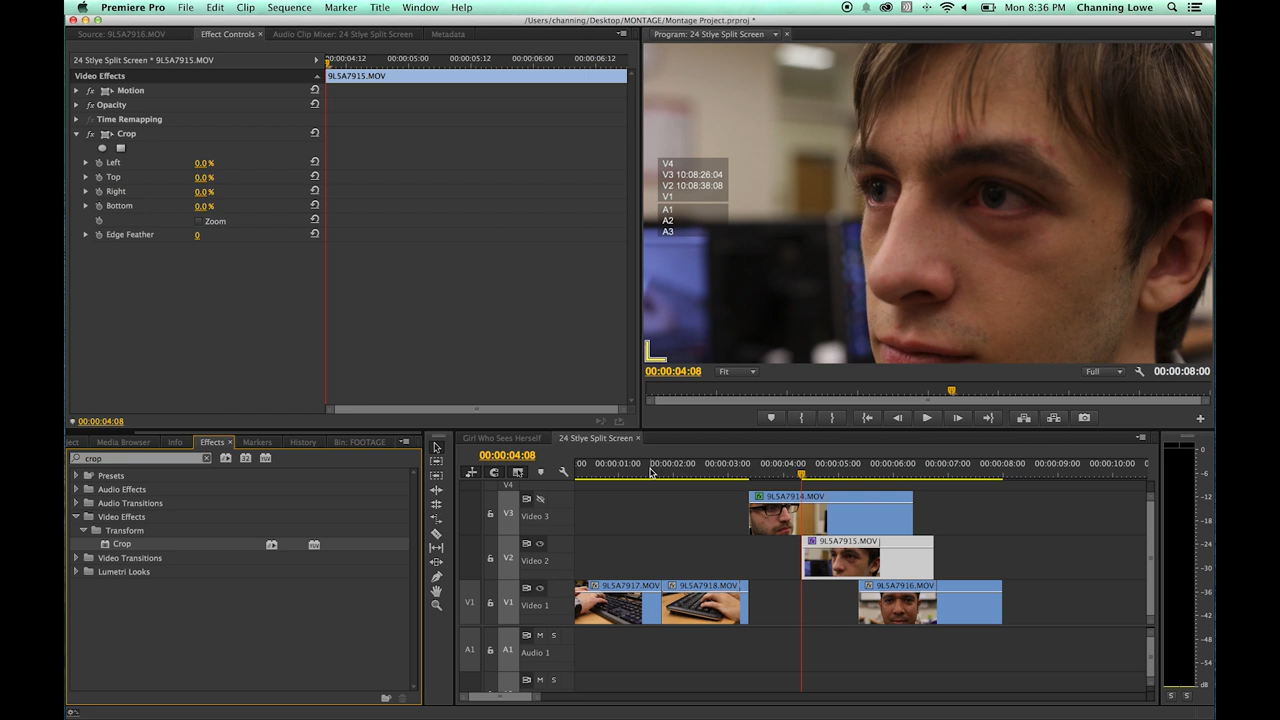 Premiere Pro File Edit Clip Sequence Marker Title Window Help Mon 8:36 PM Channing Lowe
/Users/channing/Desktop/MONTAGE/Montage Project.prproj *
Source: 9L5A7916.MOV Effect Controls Audio Clip Mixer: 24 Stlye Split Screen Metadata
24 Stlye Split Screen * 9L5A7915.MOV
00:00:04:12 00:00:05:00 00:00:05:12 00:00:06:00 00:00:06:12
Video Effects
9L5A7915.MOV
fx Motion
fx Opacity
fx Time Remapping
fx Crop
Left 0.0 %
Top 0.0 %
Right 0.0 %
Bottom 0.0 %
Zoom
Edge Feather 0
00:00:04:08
Program: 24 Stlye Split Screen
V4
V3 10:08:26:04
V2 10:08:38:08
V1
A1
A2
A3
00:00:04:08 Fit Full 00:00:08:00
ect Media Browser Info Effects Markers History Bin: FOOTAGE
crop
Presets
Audio Effects
Audio Transitions
Video Effects
Transform
Crop
Video Transitions
Lumetri Looks
Girl Who Sees Herself 24 Stlye Split Screen
00:00:04:08
00 00:00:01:00 00:00:02:00 00:00:03:00 00:00:04:00 00:00:05:00 00:00:06:00 00:00:07:00 00:00:08:00 00:00:09:00 00:00:10:00
V4
V3 Video 3 9L5A7914.MOV
V2 Video 2 9L5A7915.MOV
V1 V1 Video 1 9L5A7917.MOV 9L5A7918.MOV 9L5A7916.MOV
A1 A1 M S Audio 1
M S
0
-6
-12
-18
-24
-30
-36
-42
-48
-54
dB
S S